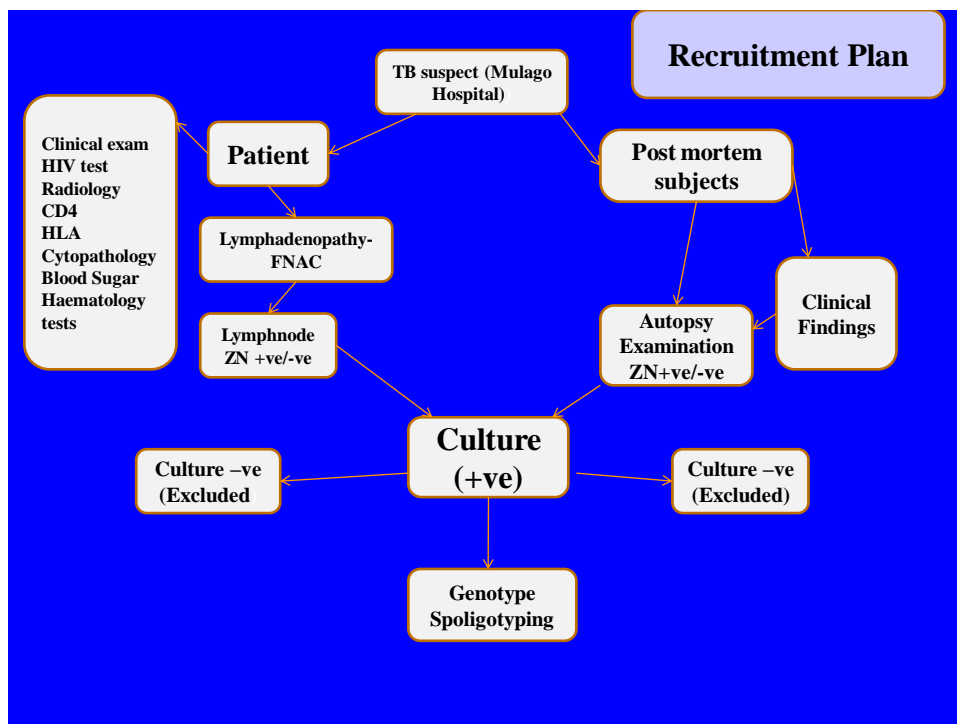 Recruitment Plan
TB suspect (Mulago
Hospital)
Clinical exam
HIV test
Radiology
CD4
HLA
Cytopathology
Blood Sugar
Haematology
tests
Patient
Post mortem
subjects
Lymphadenopathy-
FNAC
Clinical
Findings
Lymphnode
ZN +ve/-ve
Autopsy
Examination
ZN+ve/-ve
Culture
(+ve)
Culture –ve
(Excluded)
Culture –ve
(Excluded)
Genotype
Spoligotyping